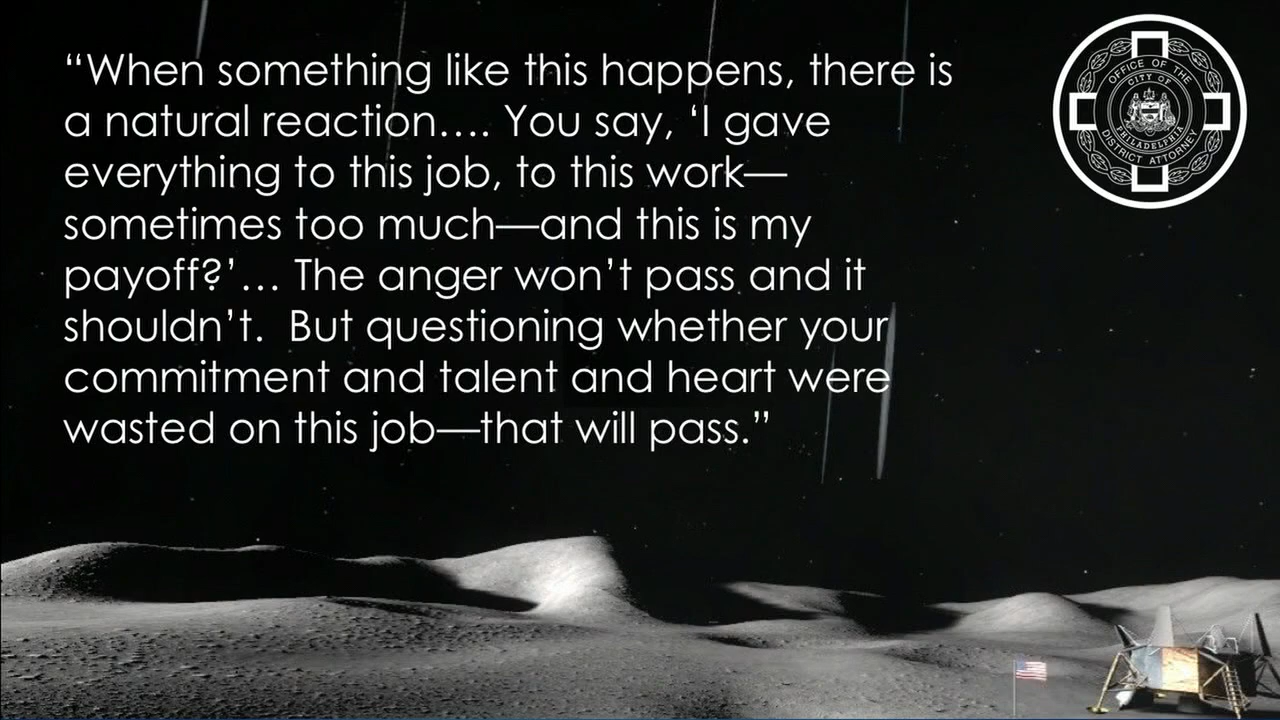 “When something like this happens, there is
a natural reaction…. You say, ‘I gave
everything to this job, to this work—
sometimes too much—and this is my
payoff?’… The anger won’t pass and it
shouldn’t.  But questioning whether your
commitment and talent and heart were
wasted on this job—that will pass.”
OFFICE OF THE
CITY OF
PHILADELPHIA
DISTRICT ATTORNEY